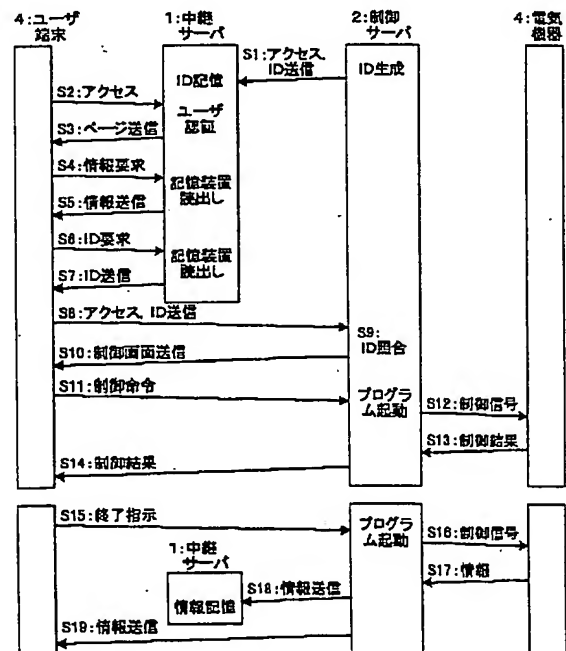 4:ユーザ
端末
1:中継
サーバ
2:制御
サーバ
4:電気
機器
S1:アクセス,
ID送信
ID記憶
ID生成
S2:アクセス
ユーザ
認証
S3:ページ送信
S4:情報要求
記憶装置
読出し
S5:情報送信
S6:ID要求
記憶装置
読出し
S7:ID送信
S8:アクセス, ID送信
S9:
ID照合
S10:制御画面送信
S11:制御命令
プログラ
ム起動
S12:制御信号
S13:制御結果
S14:制御結果
S15:終了指示
プログラ
ム起動
S16:制御信号
1:中継
サーバ
S17:情報
S18:情報送信
情報記憶
S19:情報送信